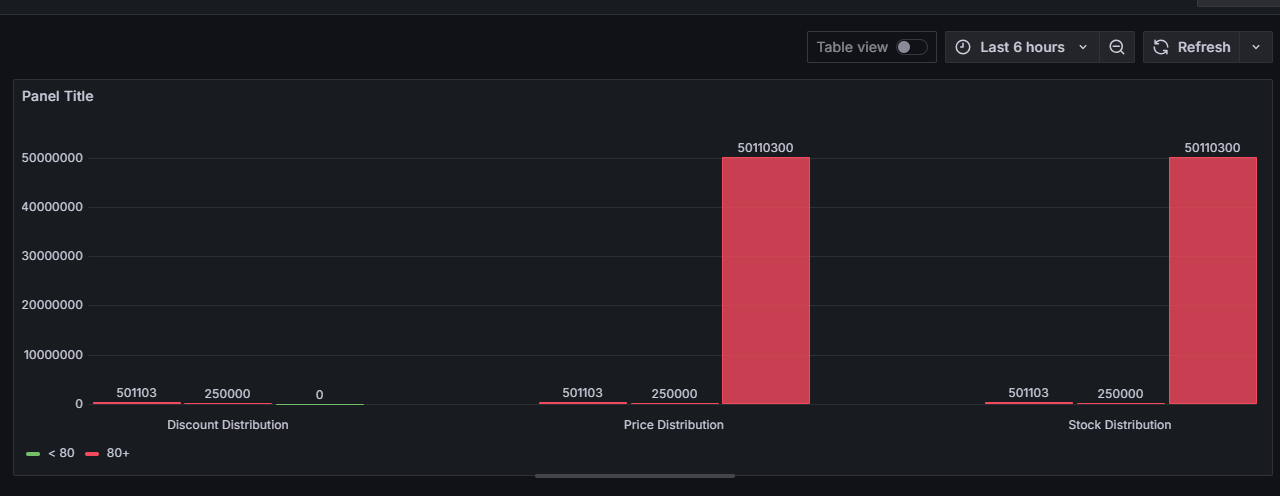 Table view Last 6 hours Refresh
Panel Title
50110300 50110300
50000000
40000000
30000000
20000000
10000000
501103 250000 0 501103 250000 501103 250000
0
Discount Distribution Price Distribution Stock Distribution
< 80 80+